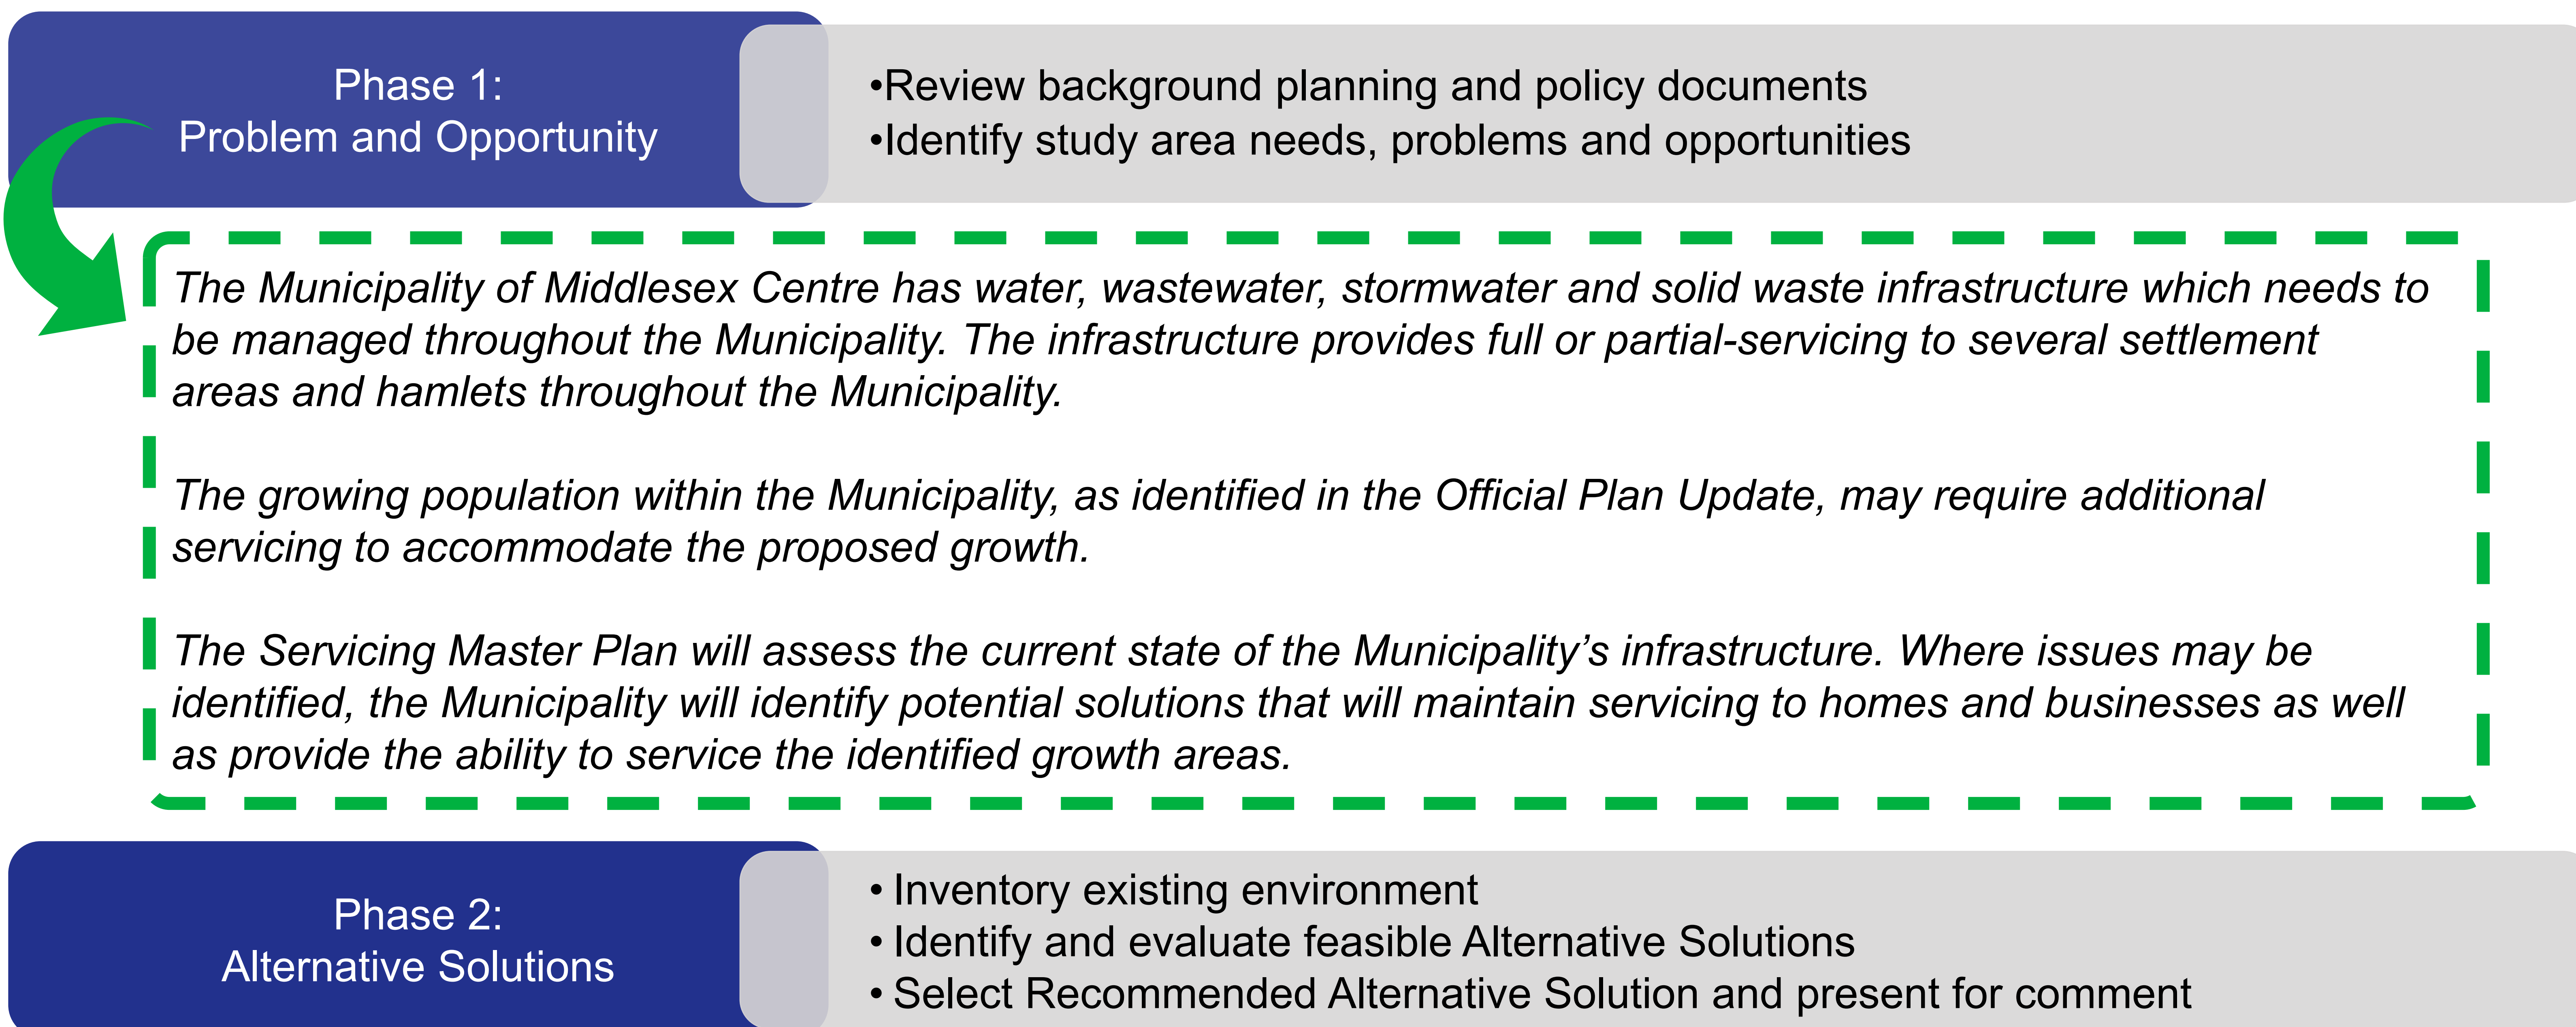 Phase 1:
Problem and Opportunity
•Review background planning and policy documents
•Identify study area needs, problems and opportunities
The Municipality of Middlesex Centre has water, wastewater, stormwater and solid waste infrastructure which needs to
be managed throughout the Municipality. The infrastructure provides full or partial-servicing to several settlement
areas and hamlets throughout the Municipality.
The growing population within the Municipality, as identified in the Official Plan Update, may require additional
servicing to accommodate the proposed growth.
The Servicing Master Plan will assess the current state of the Municipality’s infrastructure. Where issues may be
identified, the Municipality will identify potential solutions that will maintain servicing to homes and businesses as well
as provide the ability to service the identified growth areas.
Phase 2:
Alternative Solutions
• Inventory existing environment
• Identify and evaluate feasible Alternative Solutions
• Select Recommended Alternative Solution and present for comment